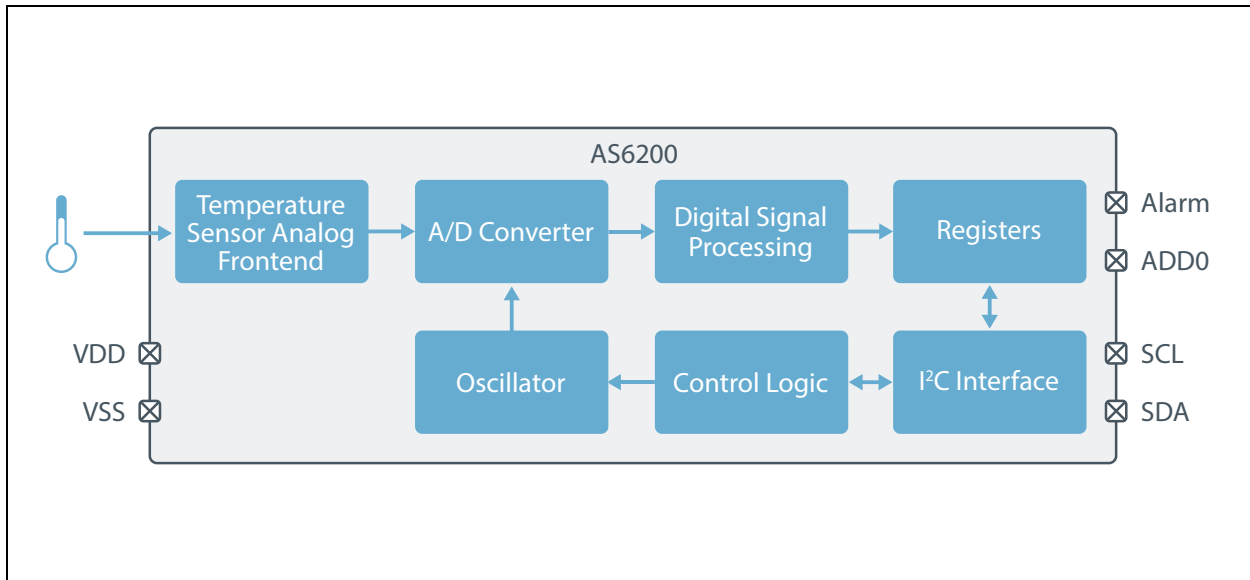 AS6200
Temperature
Sensor Analog
Frontend
A/D Converter
Digital Signal
Processing
Registers
Alarm
ADD0
VDD
VSS
Oscillator
Control Logic
I²C Interface
SCL
SDA